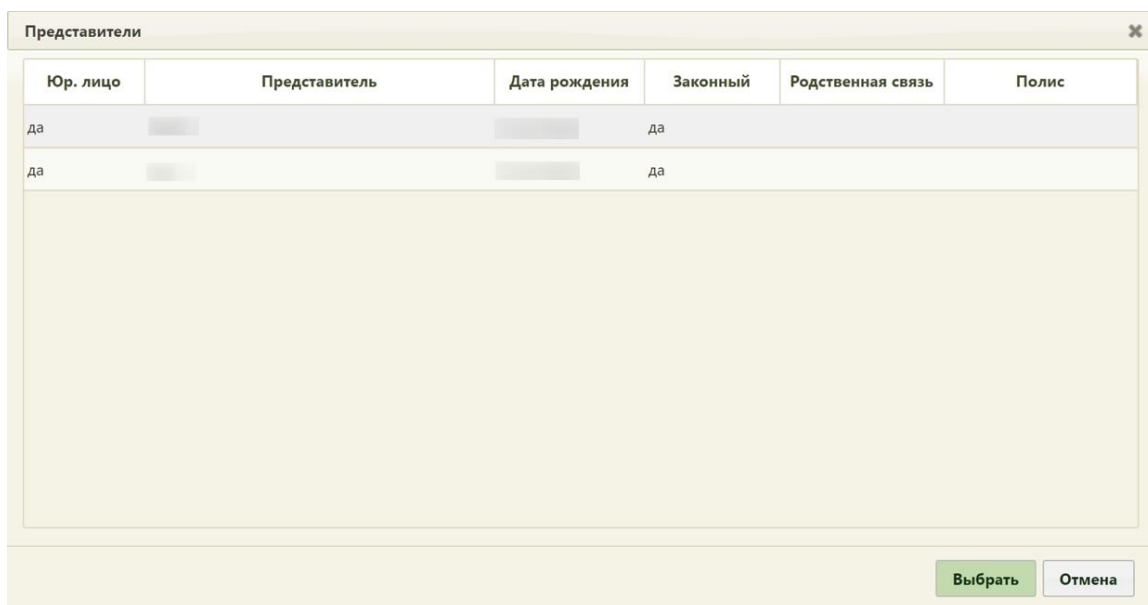 Представители
Юр. лицо Представитель Дата рождения Законный Родственная связь Полис
да да
да да
Выбрать Отмена